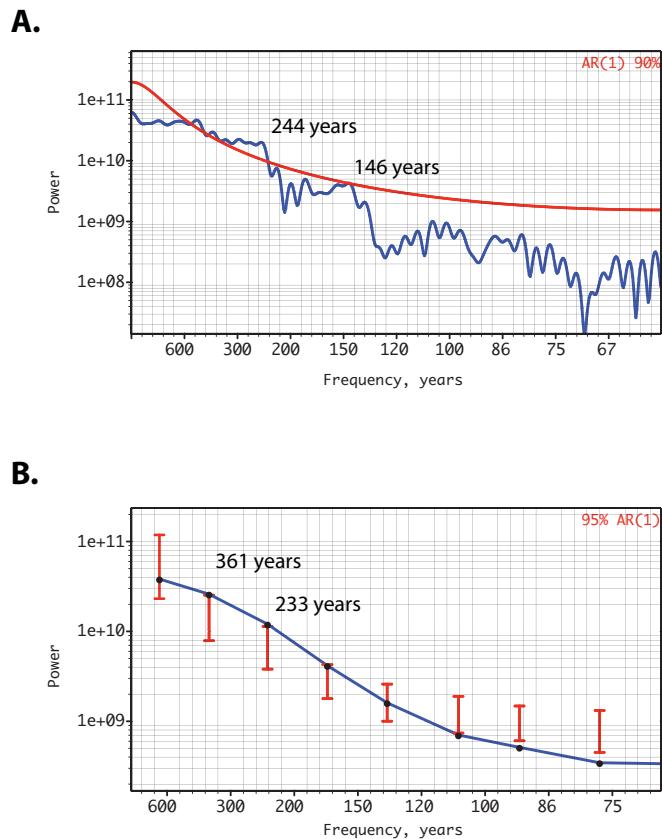 A.
AR(1) 90%
1e+11
244 years
1e+10
146 years
Power
1e+09
1e+08
600 300 200 150 120 100 86 75 67
Frequency, years
B.
95% AR(1)
1e+11
361 years
233 years
1e+10
Power
1e+09
600 300 200 150 120 100 86 75
Frequency, years